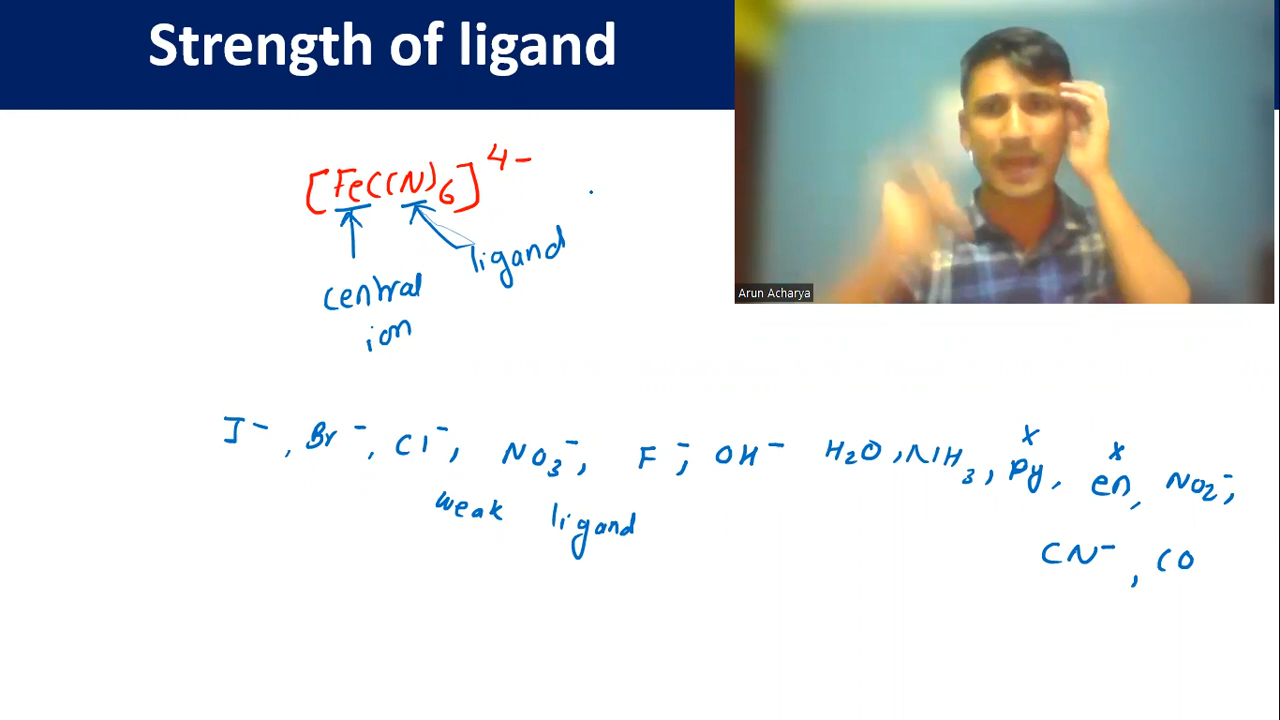 Strength of ligand
[Fe(CN)6]4-
central
ion
ligand
Arun Acharya
I-, Br-, Cl-, NO3-, F-, OH- H2O, NH3, py, en, NO2-,
x x
weak ligand
CN-, CO